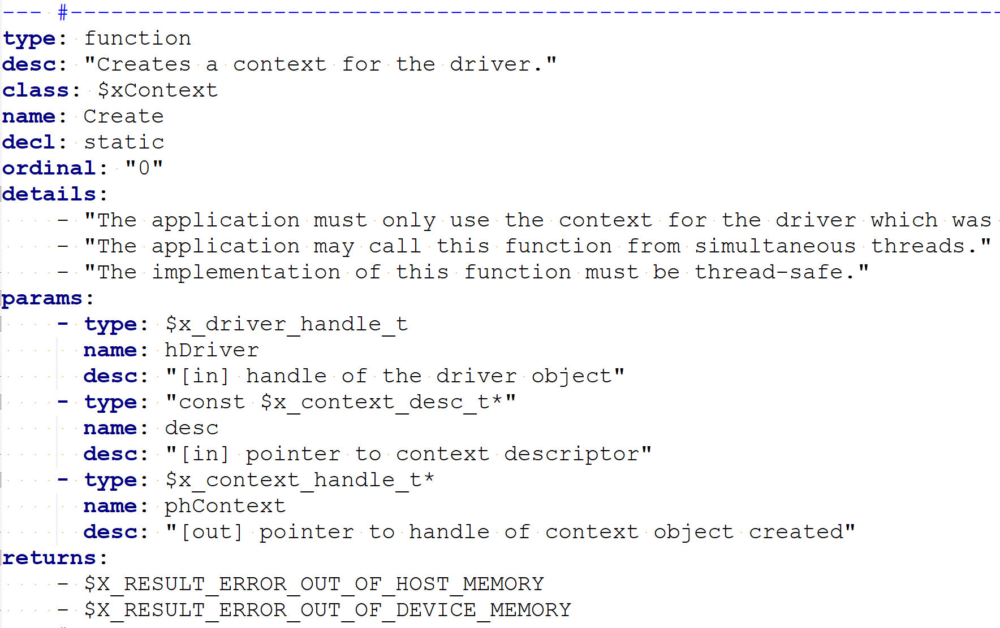 --- #----------------------------------------------------------------------
type: function
desc: "Creates a context for the driver."
class: $xContext
name: Create
decl: static
ordinal: "0"
details:
    - "The application must only use the context for the driver which was
    - "The application may call this function from simultaneous threads."
    - "The implementation of this function must be thread-safe."
params:
    - type: $x_driver_handle_t
      name: hDriver
      desc: "[in] handle of the driver object"
    - type: "const $x_context_desc_t*"
      name: desc
      desc: "[in] pointer to context descriptor"
    - type: $x_context_handle_t*
      name: phContext
      desc: "[out] pointer to handle of context object created"
returns:
    - $X_RESULT_ERROR_OUT_OF_HOST_MEMORY
    - $X_RESULT_ERROR_OUT_OF_DEVICE_MEMORY